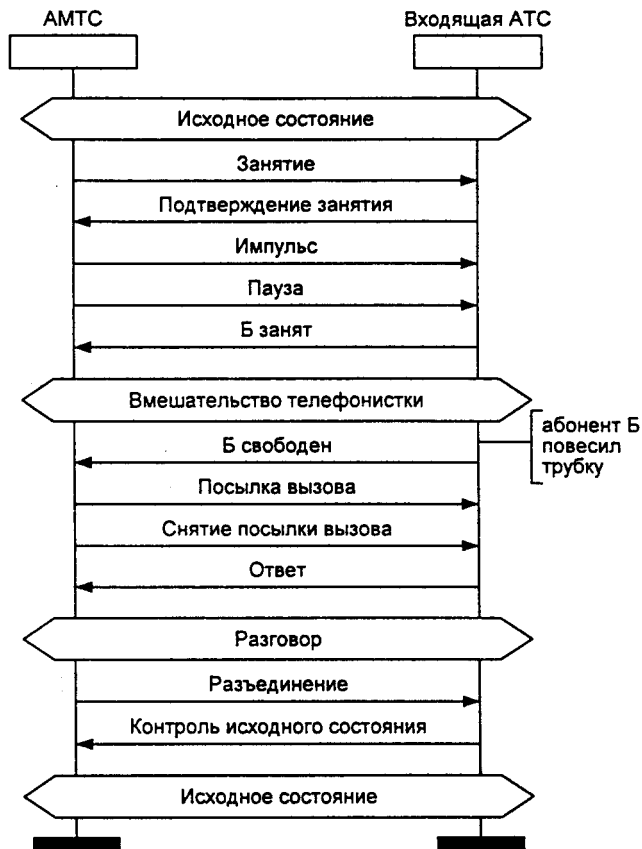 АМТС
Входящая АТС
Исходное состояние
Занятие
Подтверждение занятия
Импульс
Пауза
Б занят
Вмешательство телефонистки
абонент Б
повесил
трубку
Б свободен
Посылка вызова
Снятие посылки вызова
Ответ
Разговор
Разъединение
Контроль исходного состояния
Исходное состояние